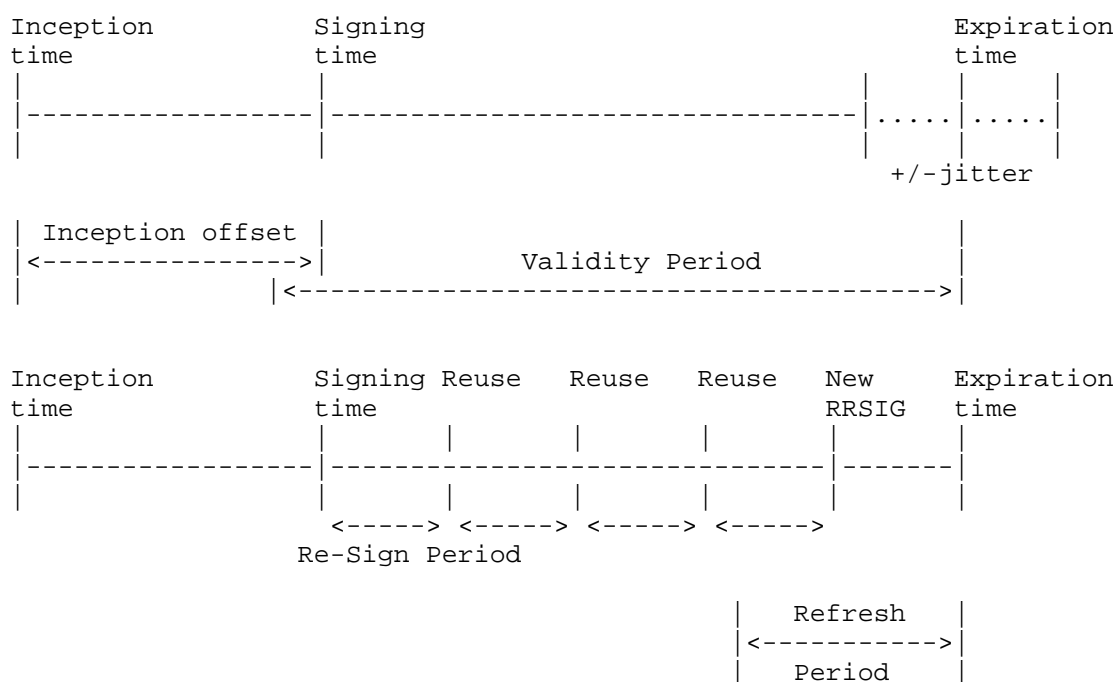 Inception Signing Expiration
time time time
+/-jitter
Inception offset
Validity Period
Inception Signing Reuse Reuse Reuse New Expiration
time time RRSIG time
Re-Sign Period
Refresh
Period